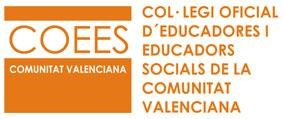 COEES
COMUNITAT VALENCIANA
COL·LEGI OFICIAL
D´EDUCADORES I
EDUCADORS
SOCIALS DE LA
COMUNITAT
VALENCIANA